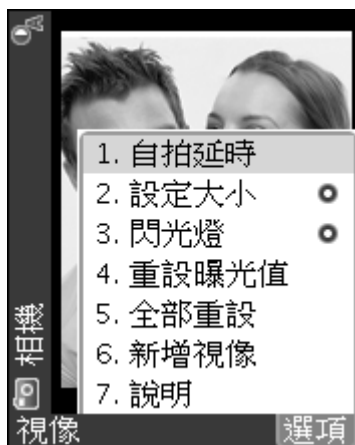 1. 自拍延時
2. 設定大小
3. 閃光燈
4. 重設曝光值
5. 全部重設
6. 新增視像
7. 說明
相機
視像
選項